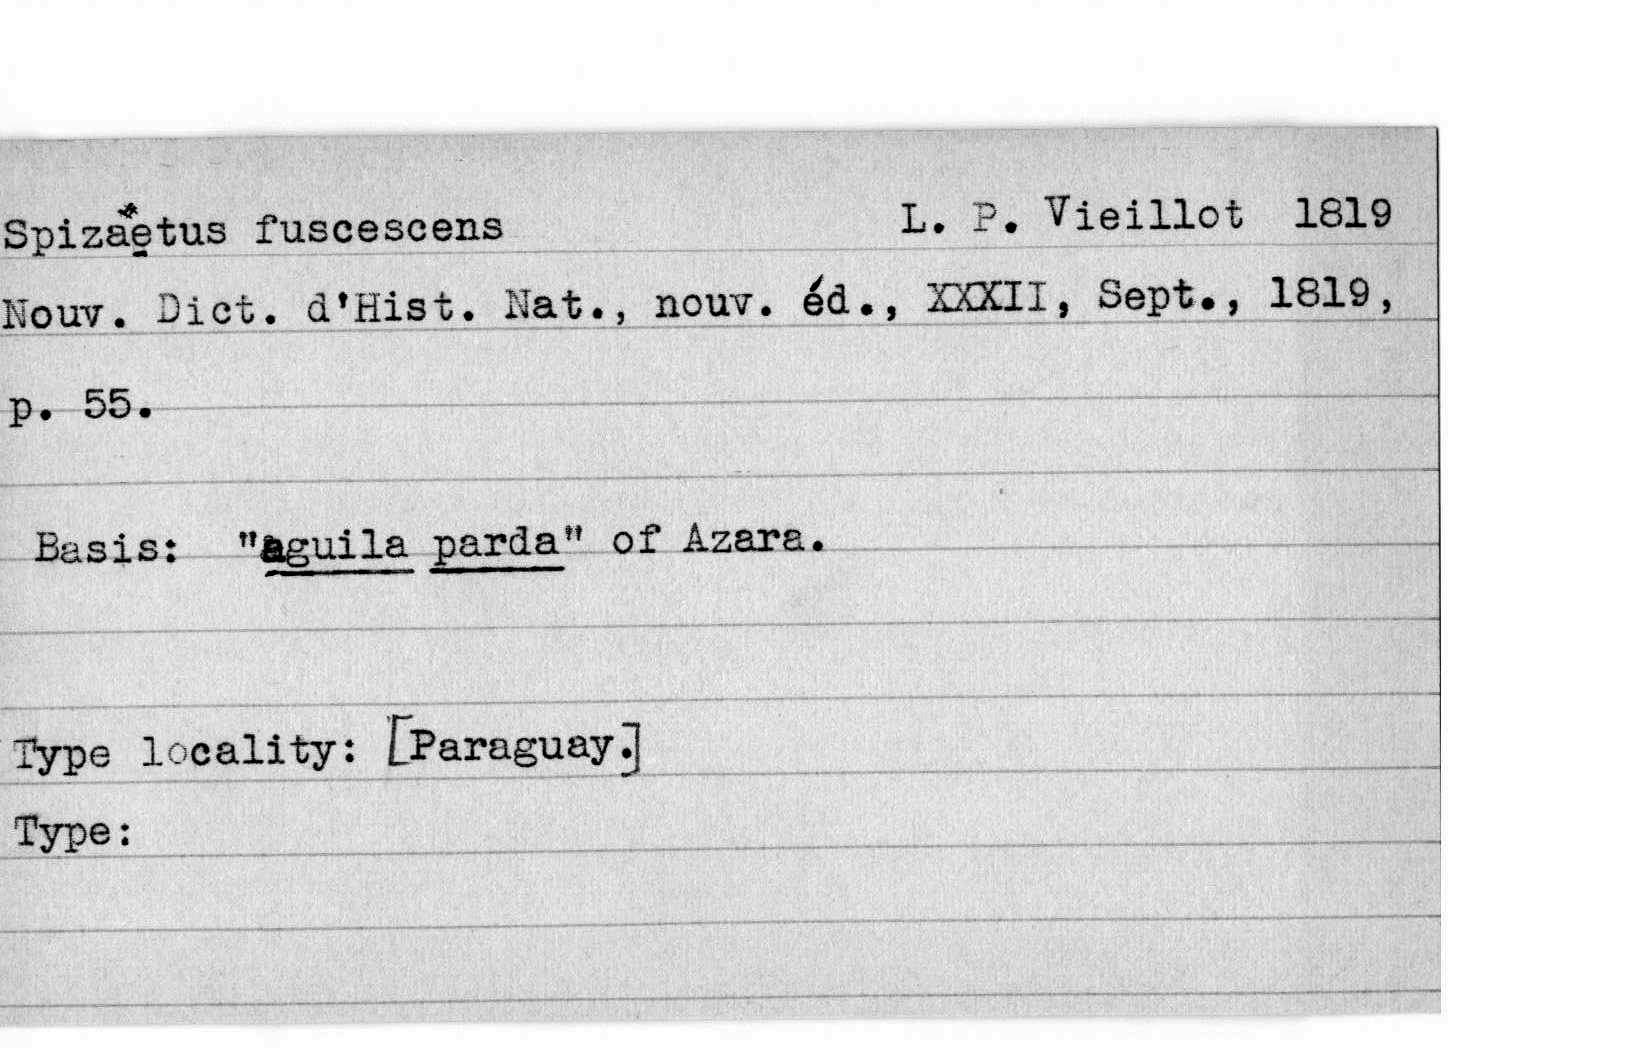 Spizaëtus fuscescens L. P. Vieillot 1819
Nouv. Dict. d'Hist. Nat., nouv. éd., XXXII, Sept., 1819,
p. 55.
Basis: "aguila parda" of Azara.
Type locality: [Paraguay.]
Type: